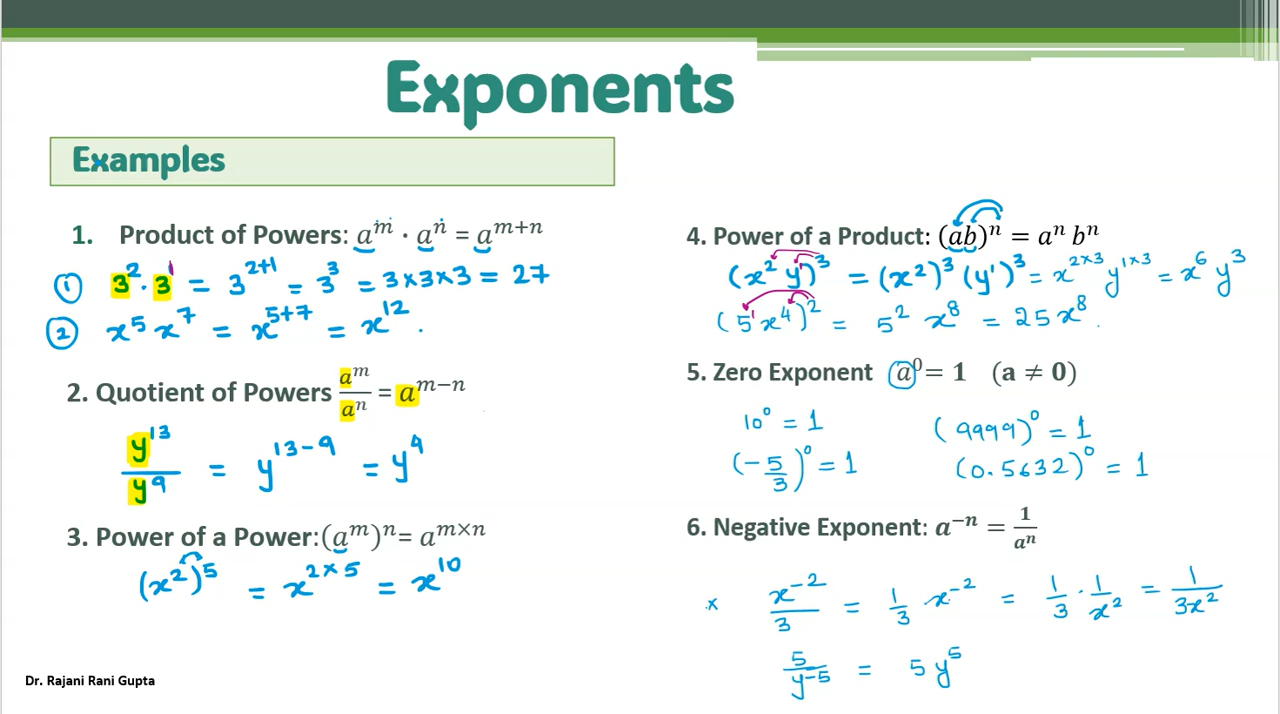 Exponents
Examples
1. Product of Powers: aᵐ · aⁿ = aᵐ⁺ⁿ
① 3² · 3¹ = 3²⁺¹ = 3³ = 3×3×3 = 27
② x⁵ x⁷ = x⁵⁺⁷ = x¹² .
2. Quotient of Powers aᵐ/aⁿ = aᵐ⁻ⁿ
y¹³/y⁹ = y¹³⁻⁹ = y⁴
3. Power of a Power:(aᵐ)ⁿ= aᵐˣⁿ
(x²)⁵ = x²ˣ⁵ = x¹⁰
Dr. Rajani Rani Gupta
4. Power of a Product: (ab)ⁿ = aⁿ bⁿ
(x² y¹)³ = (x²)³ (y¹)³ = x²ˣ³ y¹ˣ³ = x⁶ y³
(5¹ x⁴)² = 5² x⁸ = 25x⁸ .
5. Zero Exponent a⁰ = 1 (a ≠ 0)
10⁰ = 1 (9999)⁰ = 1
(-5/3)⁰ = 1 (0.5632)⁰ = 1
6. Negative Exponent: a⁻ⁿ = 1/aⁿ
× x⁻²/3 = 1/3 · x⁻² = 1/3 · 1/x² = 1/3x²
5/y⁻⁵ = 5y⁵